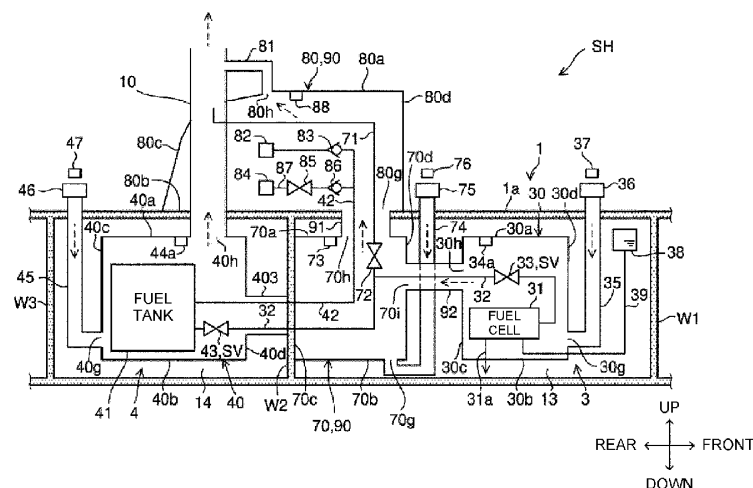 81
80,90
80a
SH
10
80h
88
80d
80c
82
83
71
47
84
87
85
86
70d
76
37
1
80b
42
80g
46
75
1a
30
36
40a
91
70a
74
30a
30d
40c
44a
40h
73
70h
30h
34a
33,SV
38
45
403
72
31
35
39
W3
FUEL
TANK
32
42
70i
32
92
FUEL
CELL
W1
43,SV
40d
30c
40g
30g
41
4
40b
14
40
W2
70c
70,90
70b
70g
31a
30b
13
3
UP
REAR
FRONT
DOWN